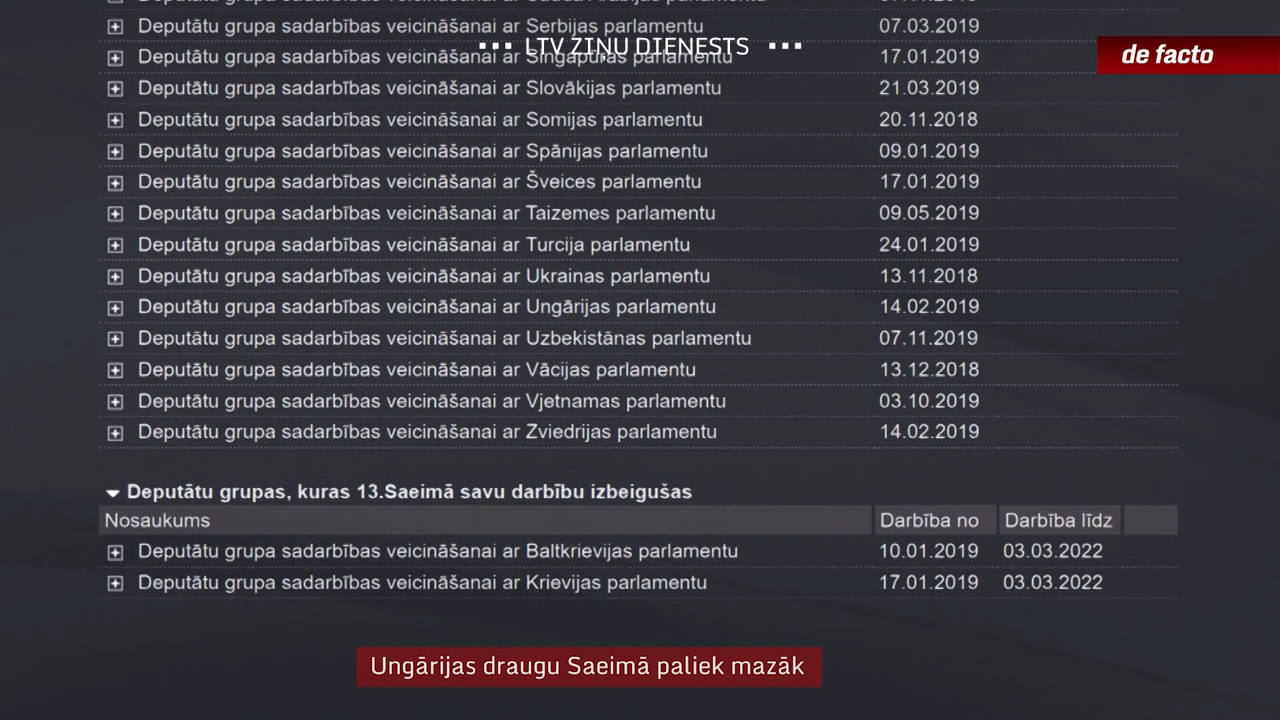 Deputātu grupa sadarbības veicināšanai ar Saūda Arābijas parlamentu
Deputātu grupa sadarbības veicināšanai ar Serbijas parlamentu 07.03.2019
LTV ZIŅU DIENESTS
de facto
Deputātu grupa sadarbības veicināšanai ar Singapūras parlamentu 17.01.2019
Deputātu grupa sadarbības veicināšanai ar Slovākijas parlamentu 21.03.2019
Deputātu grupa sadarbības veicināšanai ar Somijas parlamentu 20.11.2018
Deputātu grupa sadarbības veicināšanai ar Spānijas parlamentu 09.01.2019
Deputātu grupa sadarbības veicināšanai ar Šveices parlamentu 17.01.2019
Deputātu grupa sadarbības veicināšanai ar Taizemes parlamentu 09.05.2019
Deputātu grupa sadarbības veicināšanai ar Turcija parlamentu 24.01.2019
Deputātu grupa sadarbības veicināšanai ar Ukrainas parlamentu 13.11.2018
Deputātu grupa sadarbības veicināšanai ar Ungārijas parlamentu 14.02.2019
Deputātu grupa sadarbības veicināšanai ar Uzbekistānas parlamentu 07.11.2019
Deputātu grupa sadarbības veicināšanai ar Vācijas parlamentu 13.12.2018
Deputātu grupa sadarbības veicināšanai ar Vjetnamas parlamentu 03.10.2019
Deputātu grupa sadarbības veicināšanai ar Zviedrijas parlamentu 14.02.2019
Deputātu grupas, kuras 13.Saeimā savu darbību izbeigušas
Nosaukums Darbība no Darbība līdz
Deputātu grupa sadarbības veicināšanai ar Baltkrievijas parlamentu 10.01.2019 03.03.2022
Deputātu grupa sadarbības veicināšanai ar Krievijas parlamentu 17.01.2019 03.03.2022
Ungārijas draugu Saeimā paliek mazāk